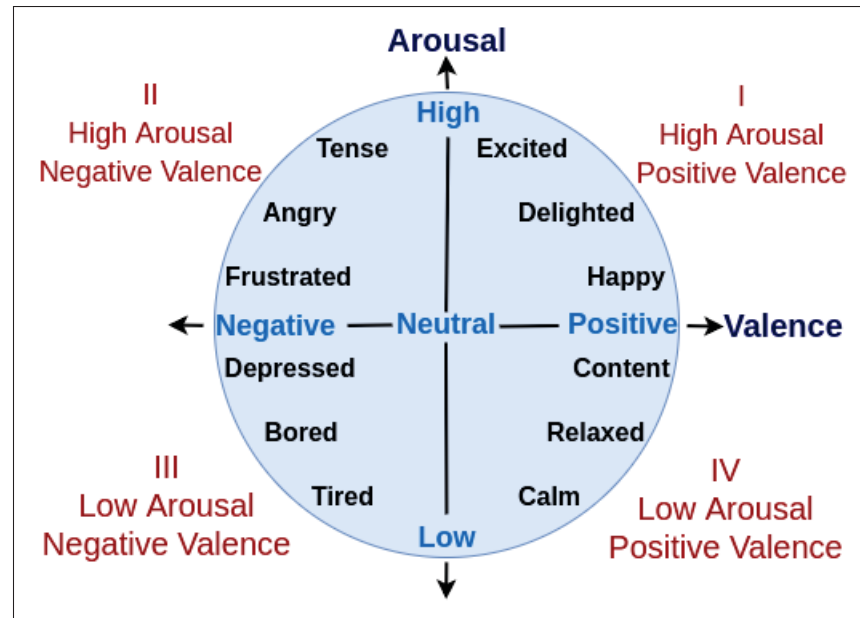 Arousal
II
High Arousal
Negative Valence
I
High Arousal
Positive Valence
High
Tense
Excited
Angry
Delighted
Frustrated
Happy
Negative
Neutral
Positive
Valence
Depressed
Content
Bored
Relaxed
Tired
Calm
III
Low Arousal
Negative Valence
IV
Low Arousal
Positive Valence
Low